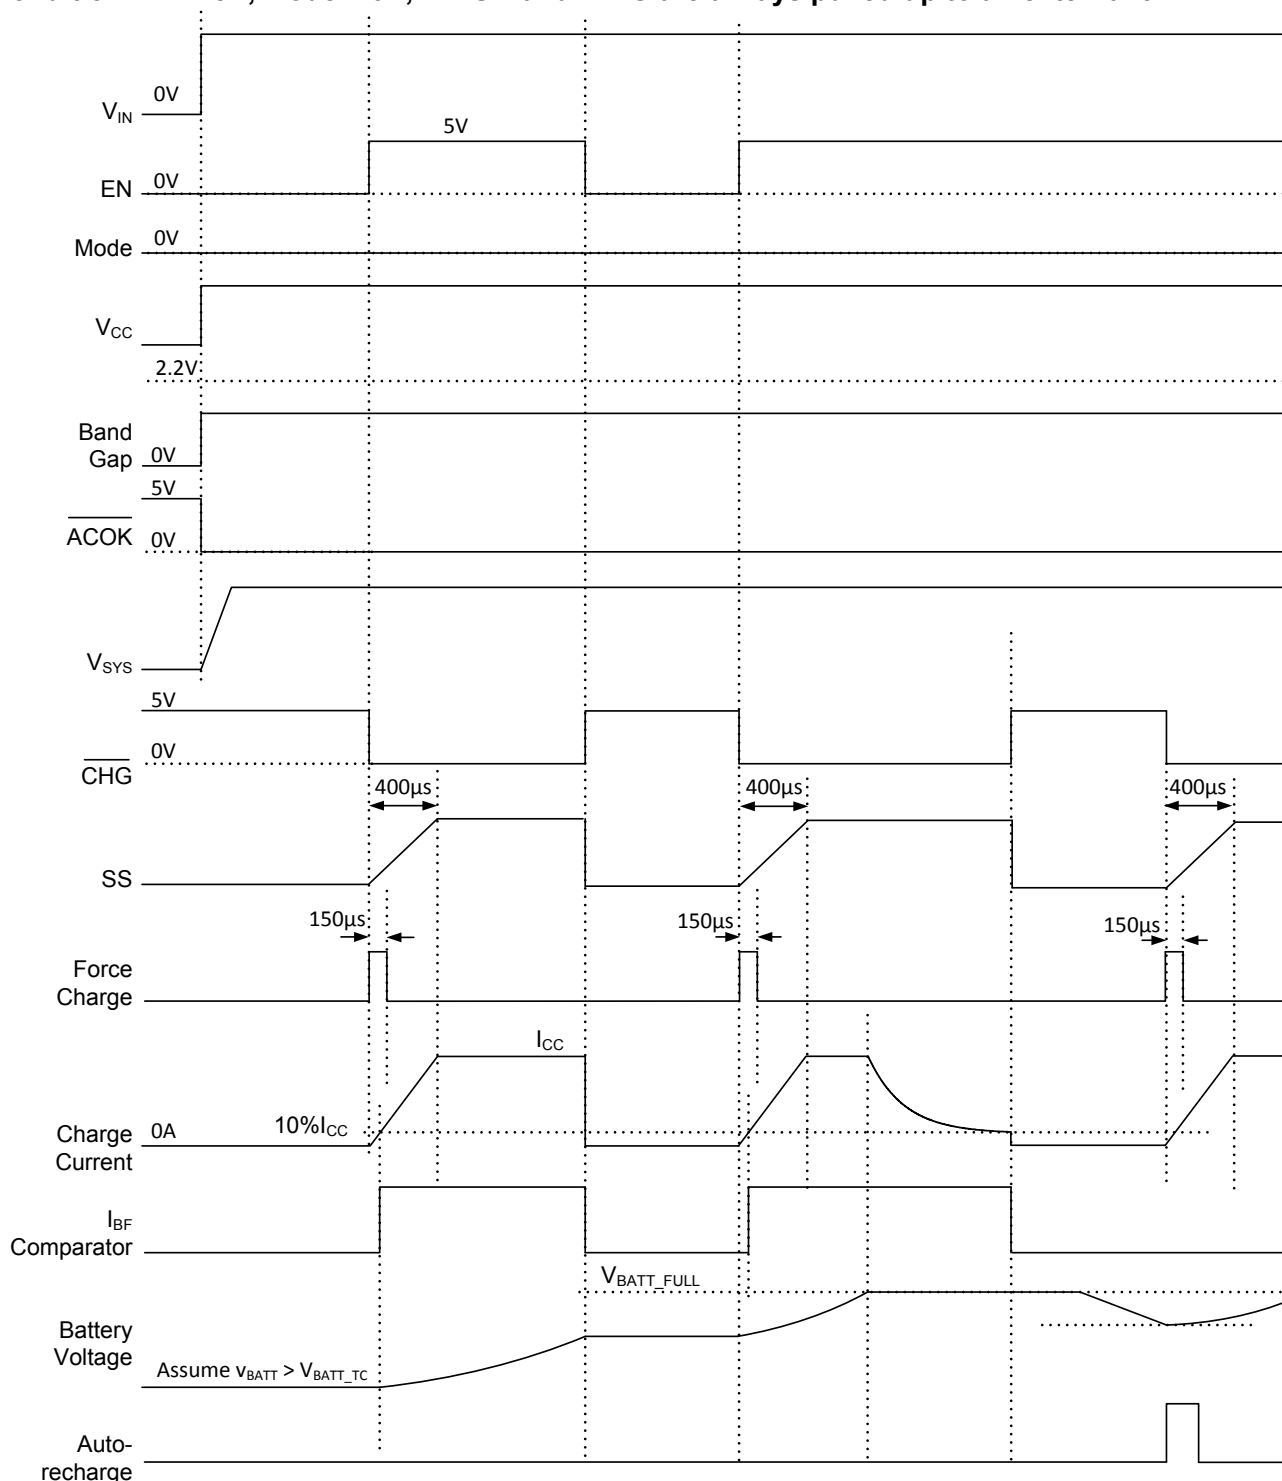 V_IN 0V
5V
EN 0V
Mode 0V
V_CC
2.2V
Band
Gap 0V
5V
ACOK 0V
V_SYS
5V
0V
CHG
400µs 400µs 400µs
SS
150µs 150µs 150µs
Force
Charge
I_CC
10%I_CC
Charge 0A
Current
I_BF
Comparator
V_BATT_FULL
Battery
Voltage
Assume v_BATT > V_BATT_TC
Auto-
recharge